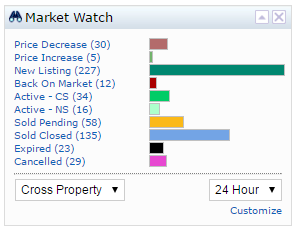 Market Watch
Price Decrease (30)
Price Increase (5)
New Listing (227)
Back On Market (12)
Active - CS (34)
Active - NS (16)
Sold Pending (58)
Sold Closed (135)
Expired (23)
Cancelled (29)
Cross Property 24 Hour
Customize